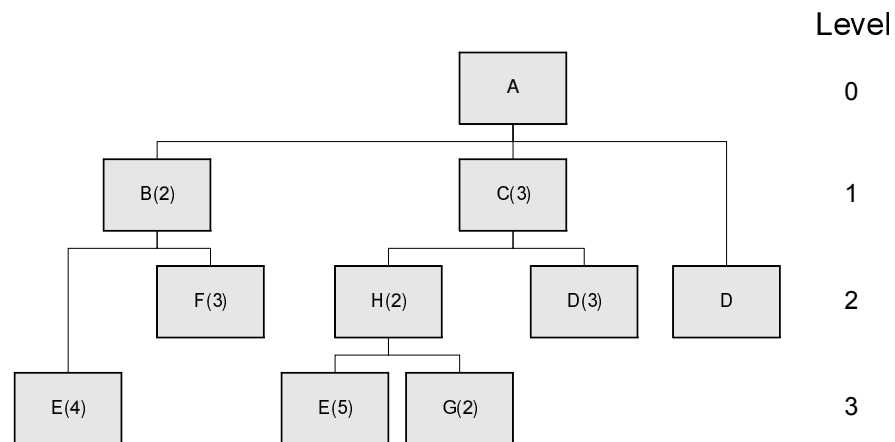 Level
A
0
B(2)
C(3)
1
F(3)
H(2)
D(3)
D
2
E(4)
E(5)
G(2)
3